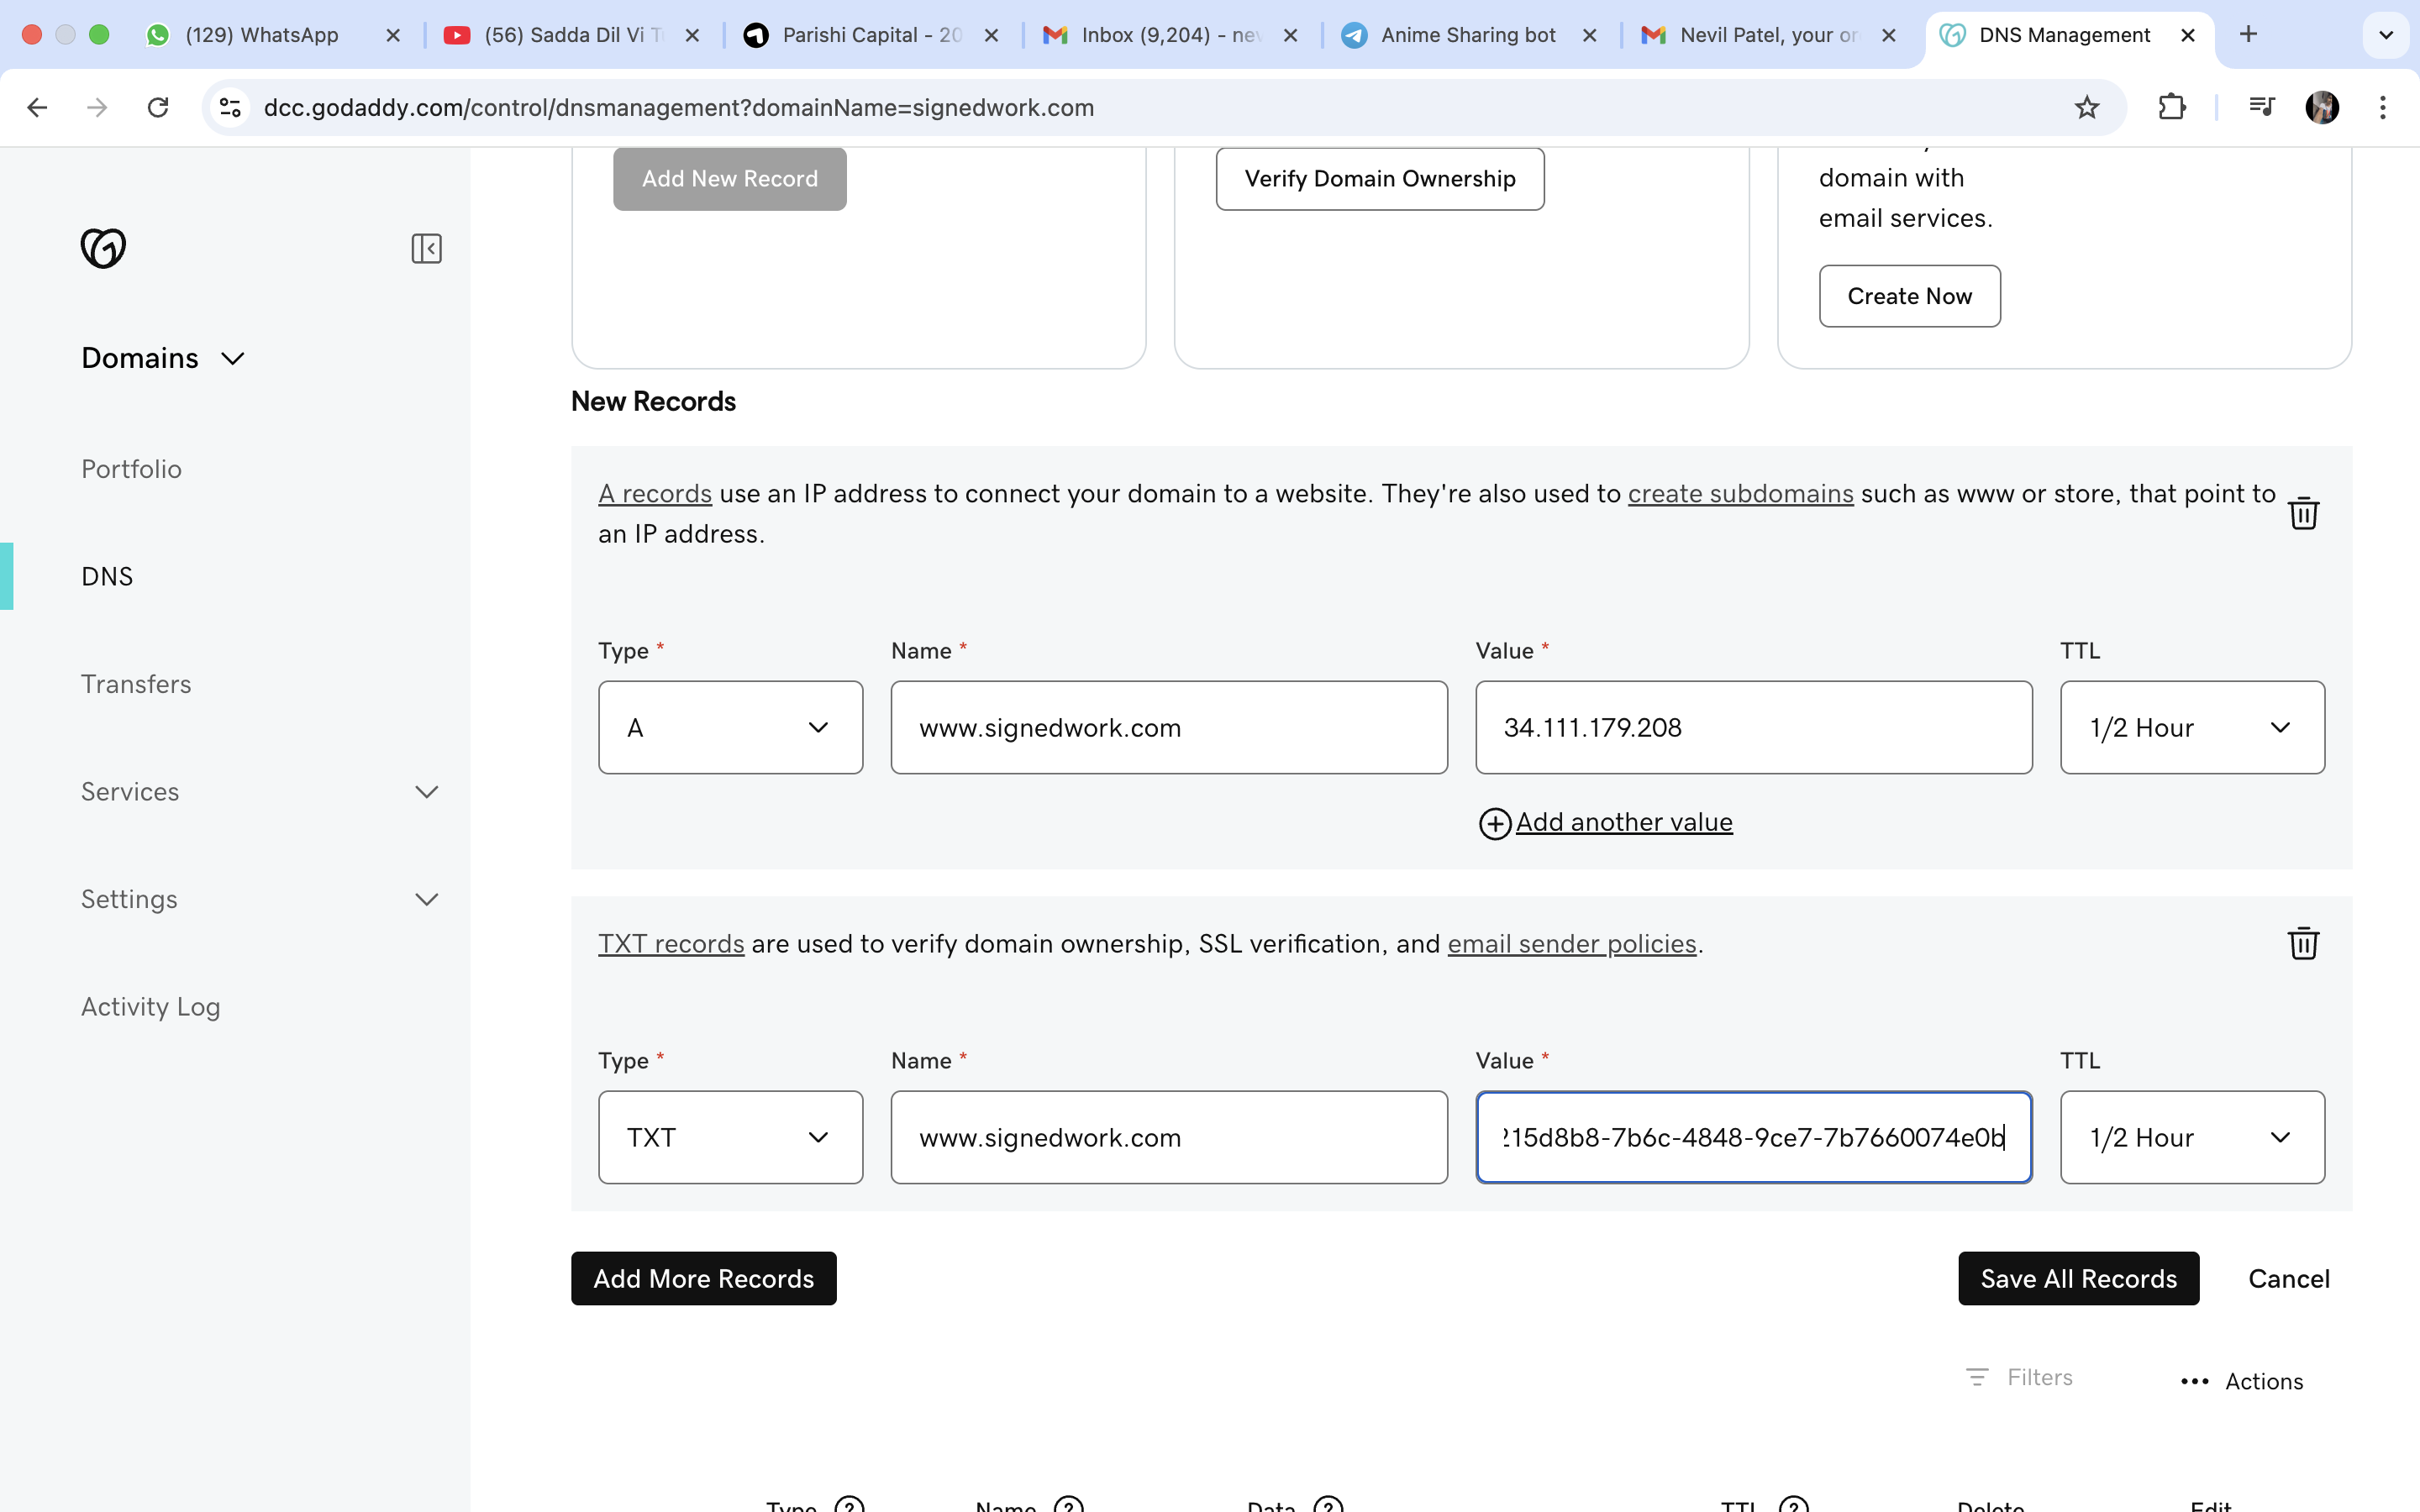 (129) WhatsApp
(56) Sadda Dil Vi T
Parishi Capital - 20
Inbox (9,204) - nev
Anime Sharing bot
Nevil Patel, your or
DNS Management
dcc.godaddy.com/control/dnsmanagement?domainName=signedwork.com
Add New Record
Verify Domain Ownership
domain with
email services.
Create Now
Domains
Portfolio
DNS
Transfers
Services
Settings
Activity Log
New Records
A records use an IP address to connect your domain to a website. They're also used to create subdomains such as www or store, that point to
an IP address.
Type * Name * Value * TTL
A www.signedwork.com 34.111.179.208 1/2 Hour
Add another value
TXT records are used to verify domain ownership, SSL verification, and email sender policies.
Type * Name * Value * TTL
TXT www.signedwork.com 215d8b8-7b6c-4848-9ce7-7b7660074e0b 1/2 Hour
Add More Records
Save All Records
Cancel
Filters
Actions
Type Name Data TTL Delete Edit